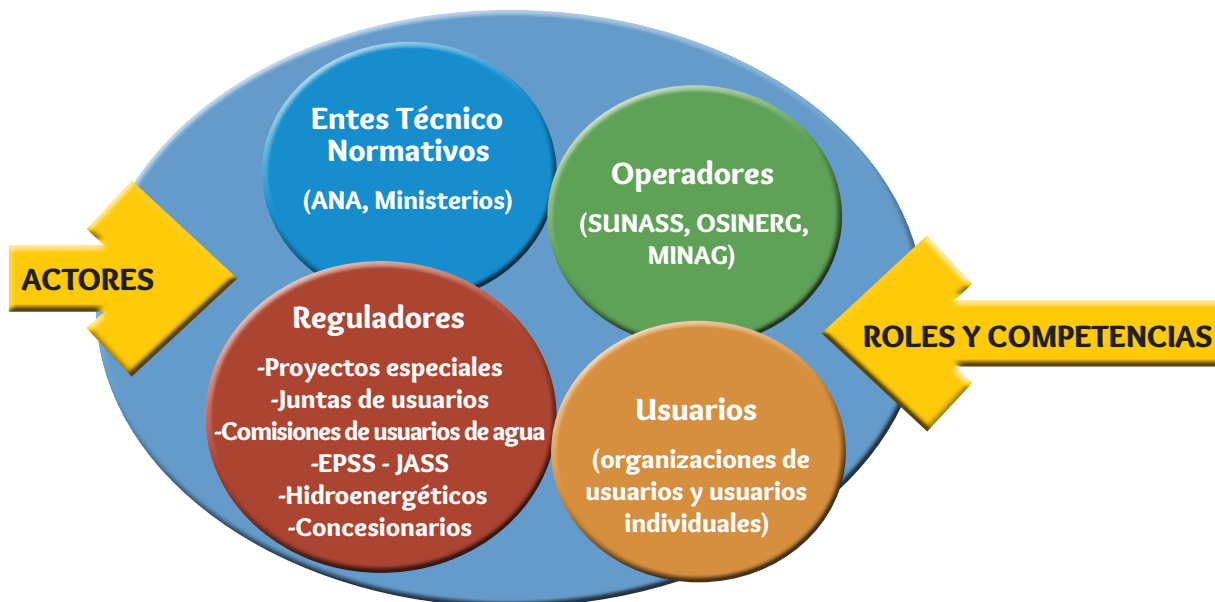 ACTORES
Entes Técnico
Normativos
(ANA, Ministerios)
Operadores
(SUNASS, OSINERG,
MINAG)
Reguladores
-Proyectos especiales
-Juntas de usuarios
-Comisiones de usuarios de agua
-EPSS - JASS
-Hidroenergéticos
-Concesionarios
Usuarios
(organizaciones de
usuarios y usuarios
individuales)
ROLES Y COMPETENCIAS